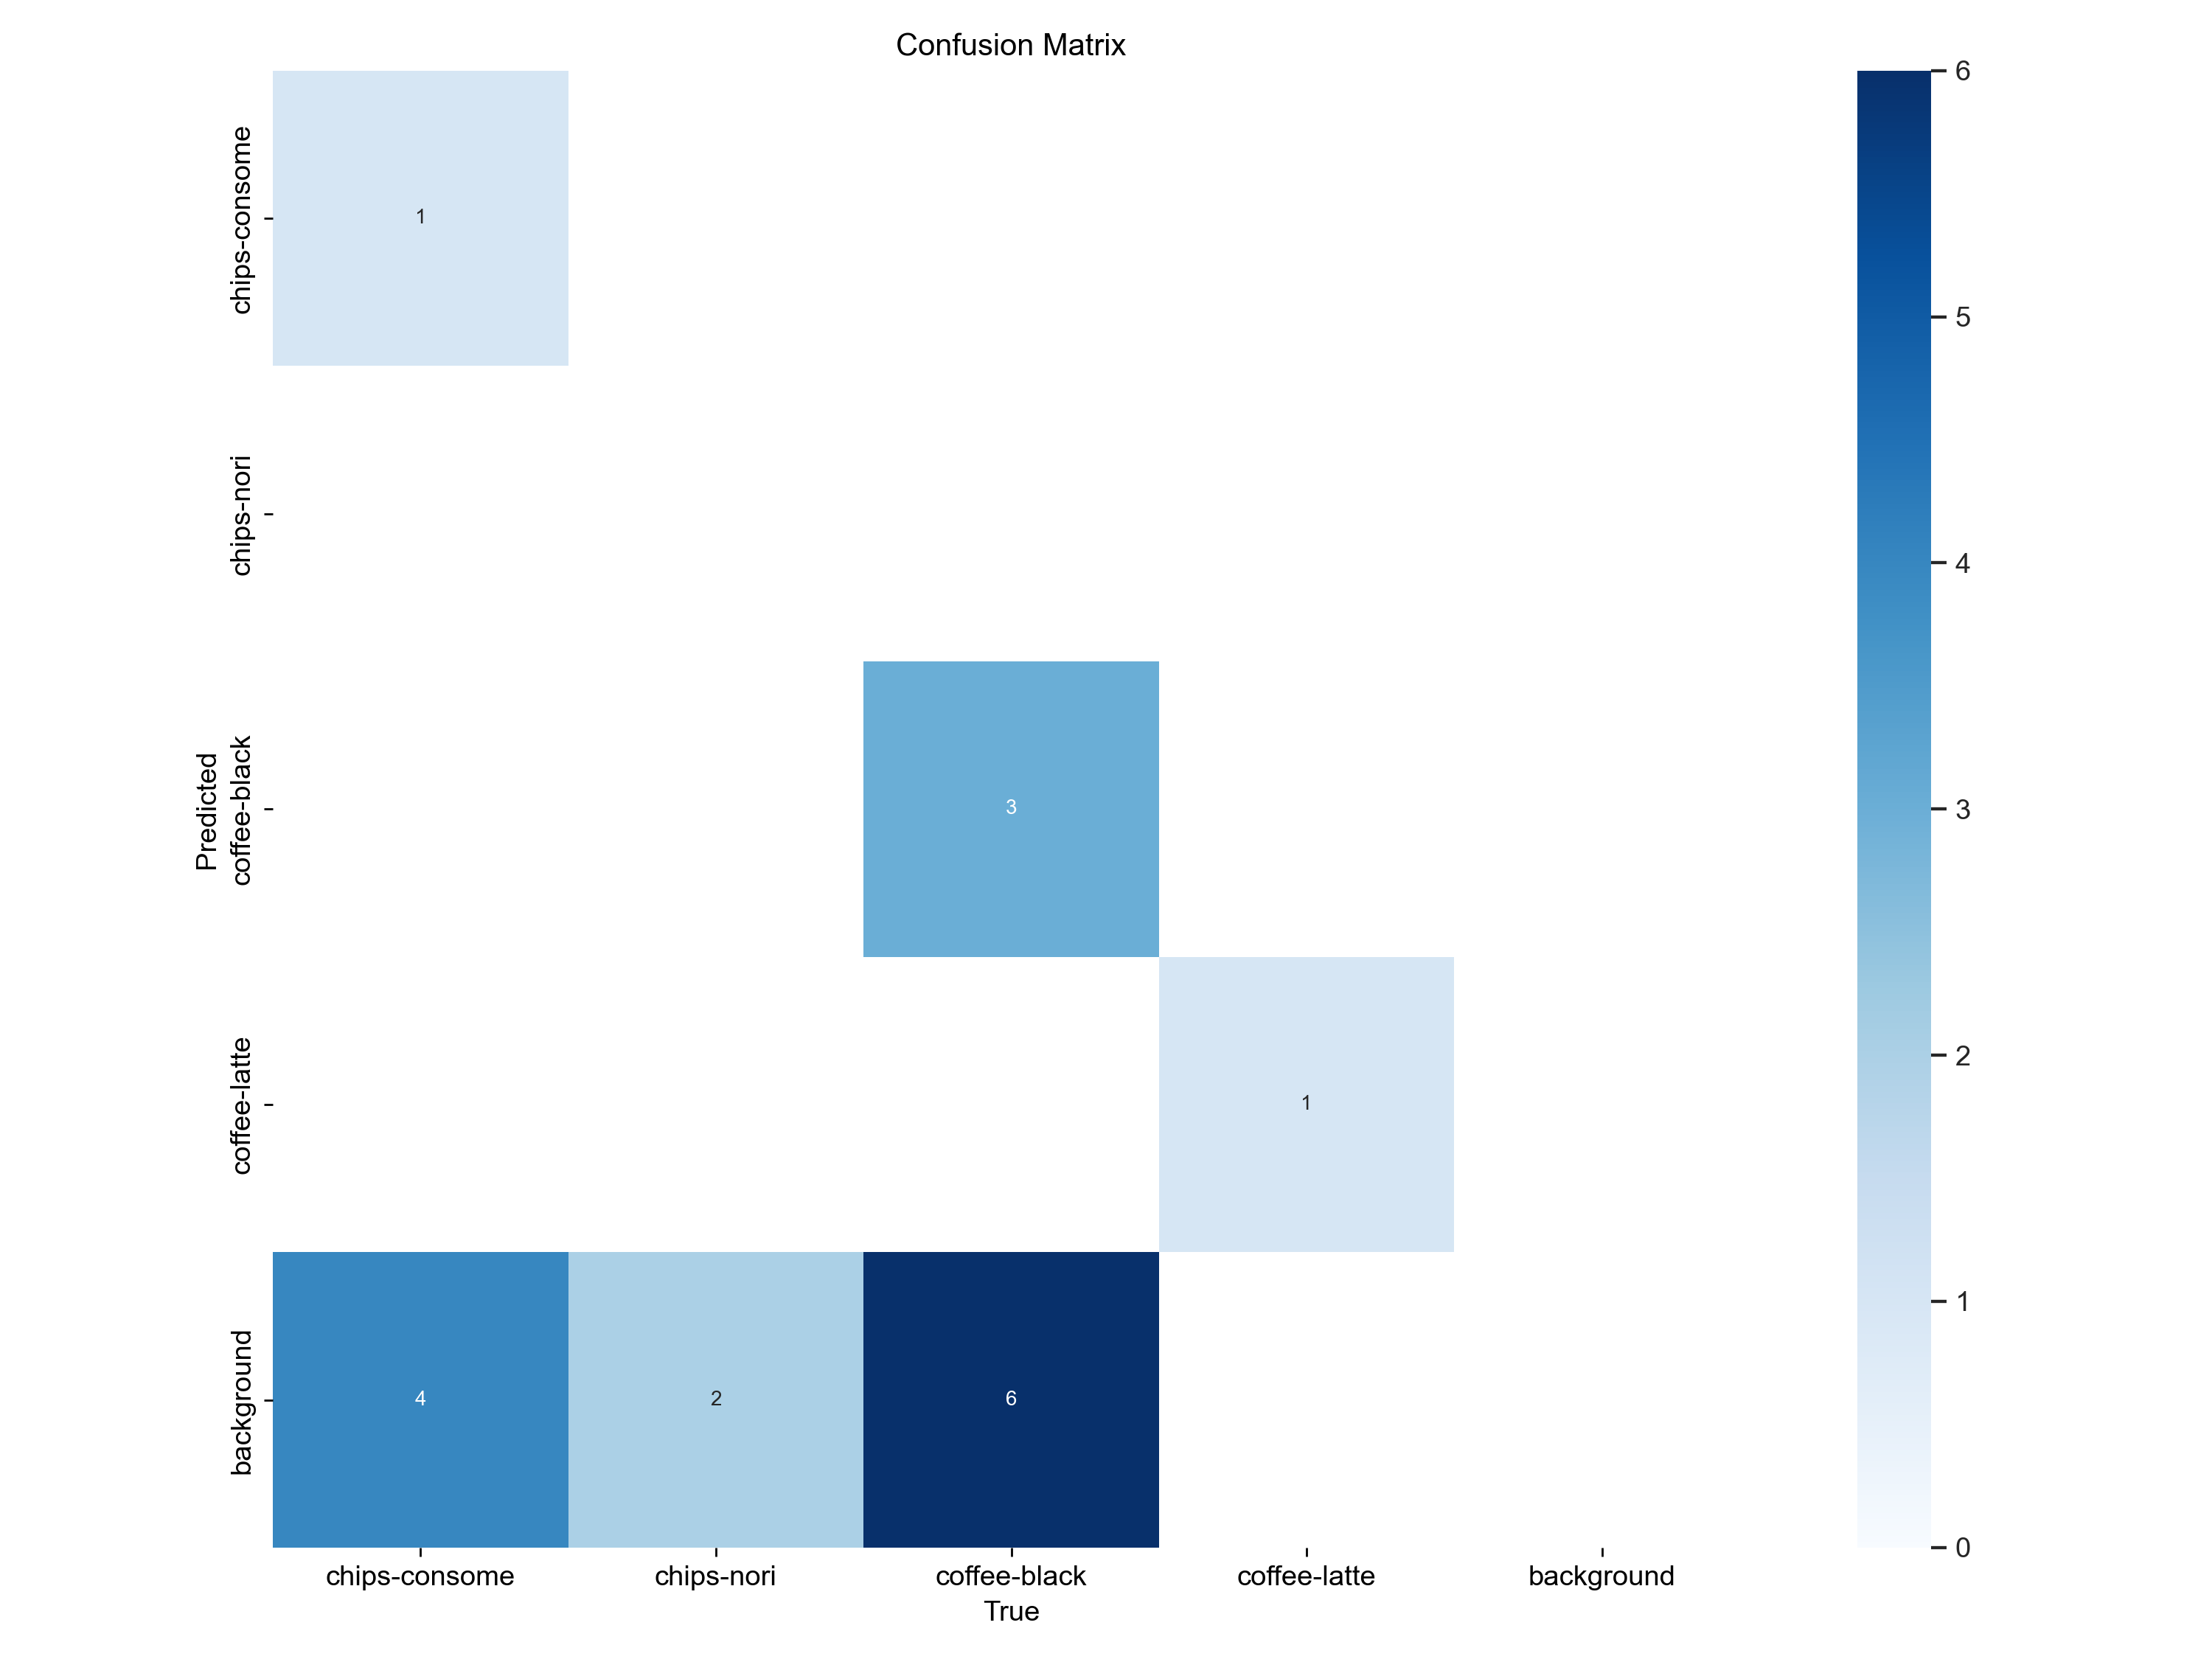 Confusion Matrix
chips-consome
chips-nori
coffee-black
coffee-latte
background
Predicted
1
3
1
4
2
6
chips-consome
chips-nori
coffee-black
coffee-latte
background
True
6
5
4
3
2
1
0